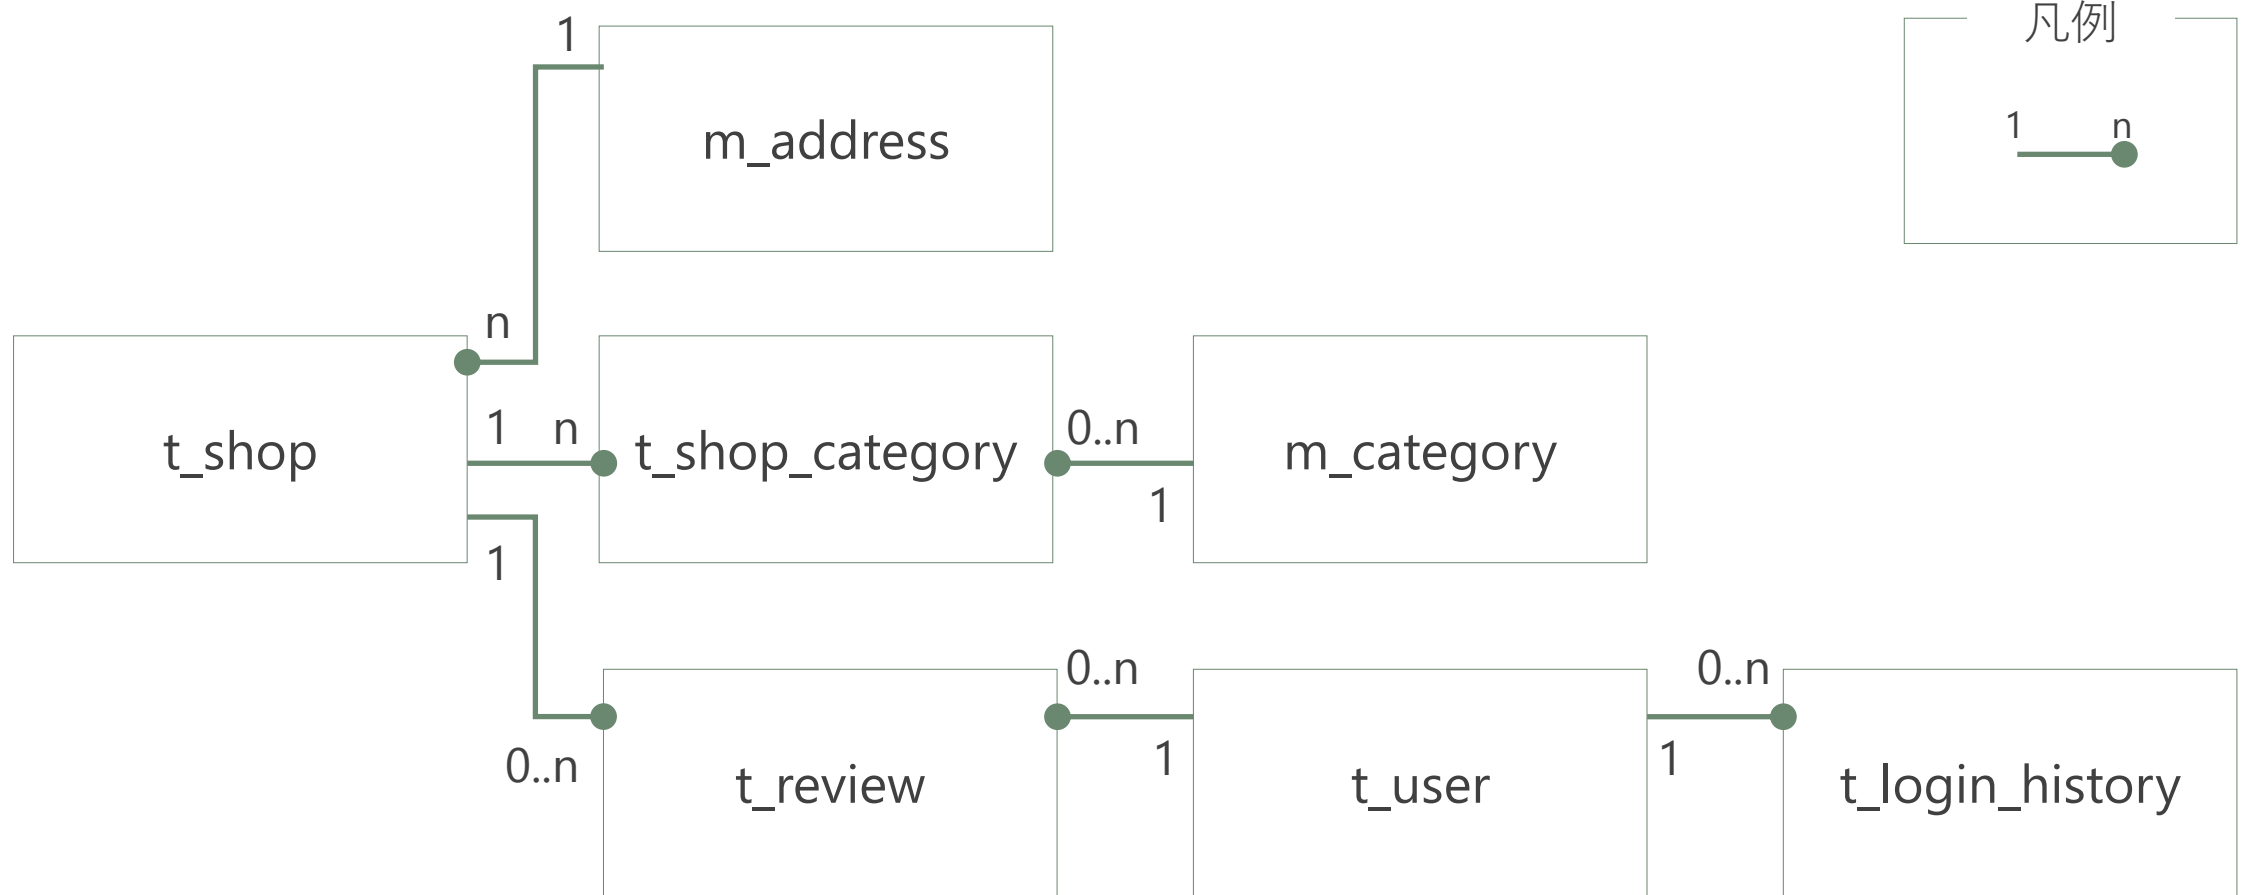 凡例
1
m_address
1 n
n
t_shop
1 n
t_shop_category
0..n
1
m_category
1
0..n
t_review
0..n
1
t_user
0..n
1
t_login_history